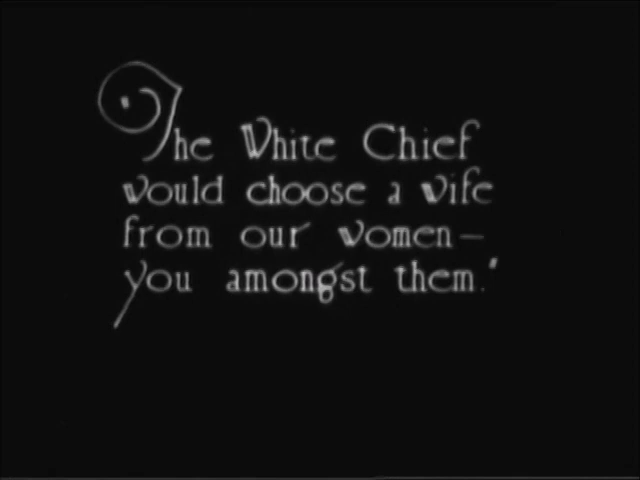 The White Chief
would choose a wife
from our women—
you amongst them."